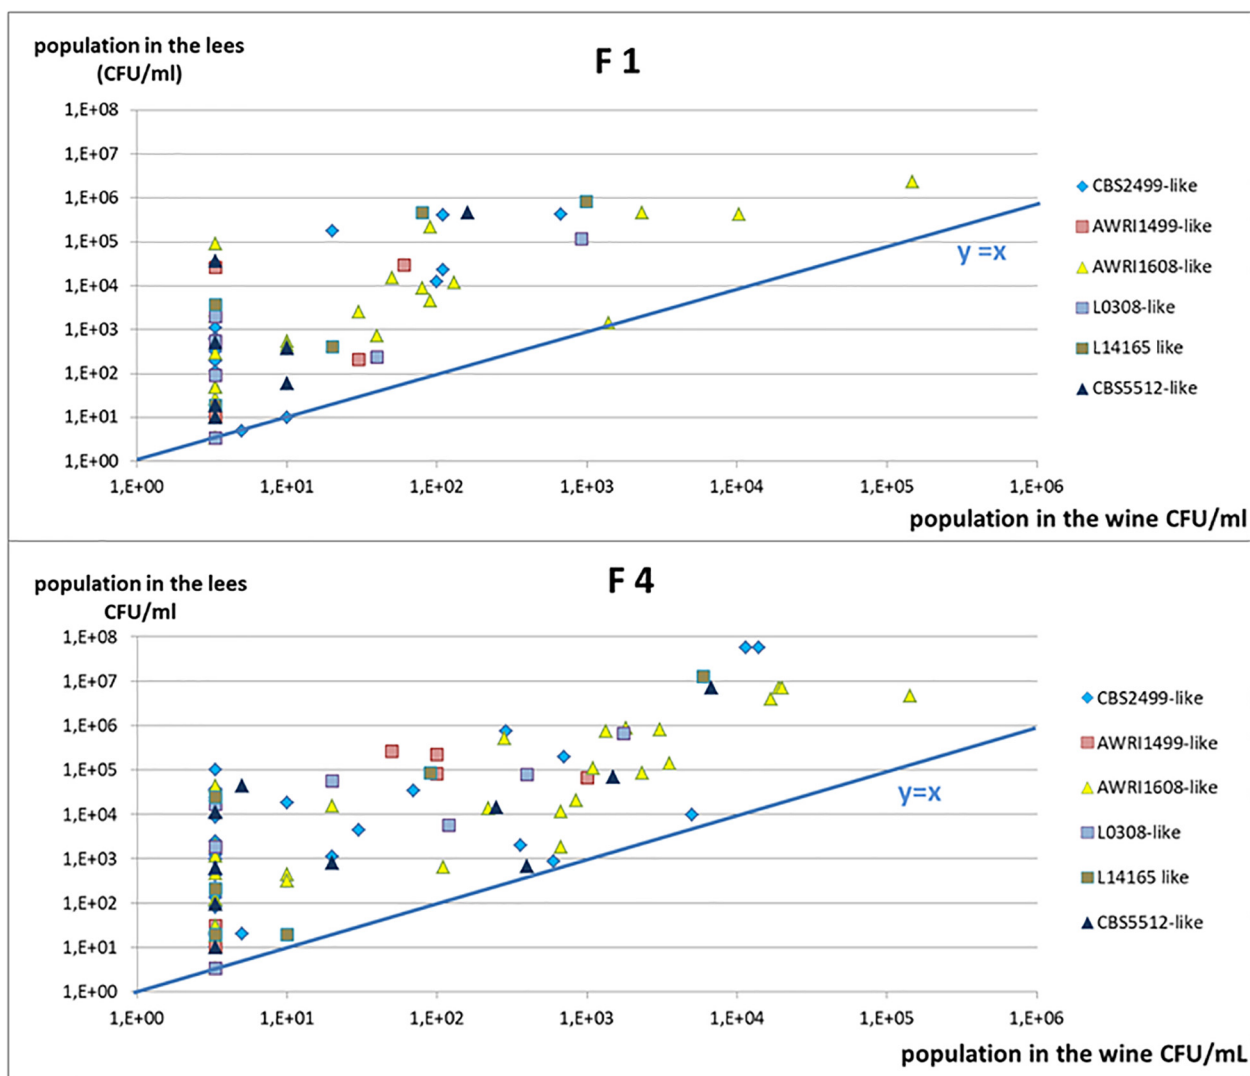 population in the lees
(CFU/ml)
F 1
1,E+08
1,E+07
1,E+06
1,E+05
1,E+04
1,E+03
1,E+02
1,E+01
1,E+00
1,E+00 1,E+01 1,E+02 1,E+03 1,E+04 1,E+05 1,E+06
y =x
CBS2499-like
AWRI1499-like
AWRI1608-like
L0308-like
L14165 like
CBS5512-like
population in the wine CFU/ml
population in the lees
CFU/ml
F 4
1,E+08
1,E+07
1,E+06
1,E+05
1,E+04
1,E+03
1,E+02
1,E+01
1,E+00
1,E+00 1,E+01 1,E+02 1,E+03 1,E+04 1,E+05 1,E+06
y=x
CBS2499-like
AWRI1499-like
AWRI1608-like
L0308-like
L14165 like
CBS5512-like
population in the wine CFU/mL